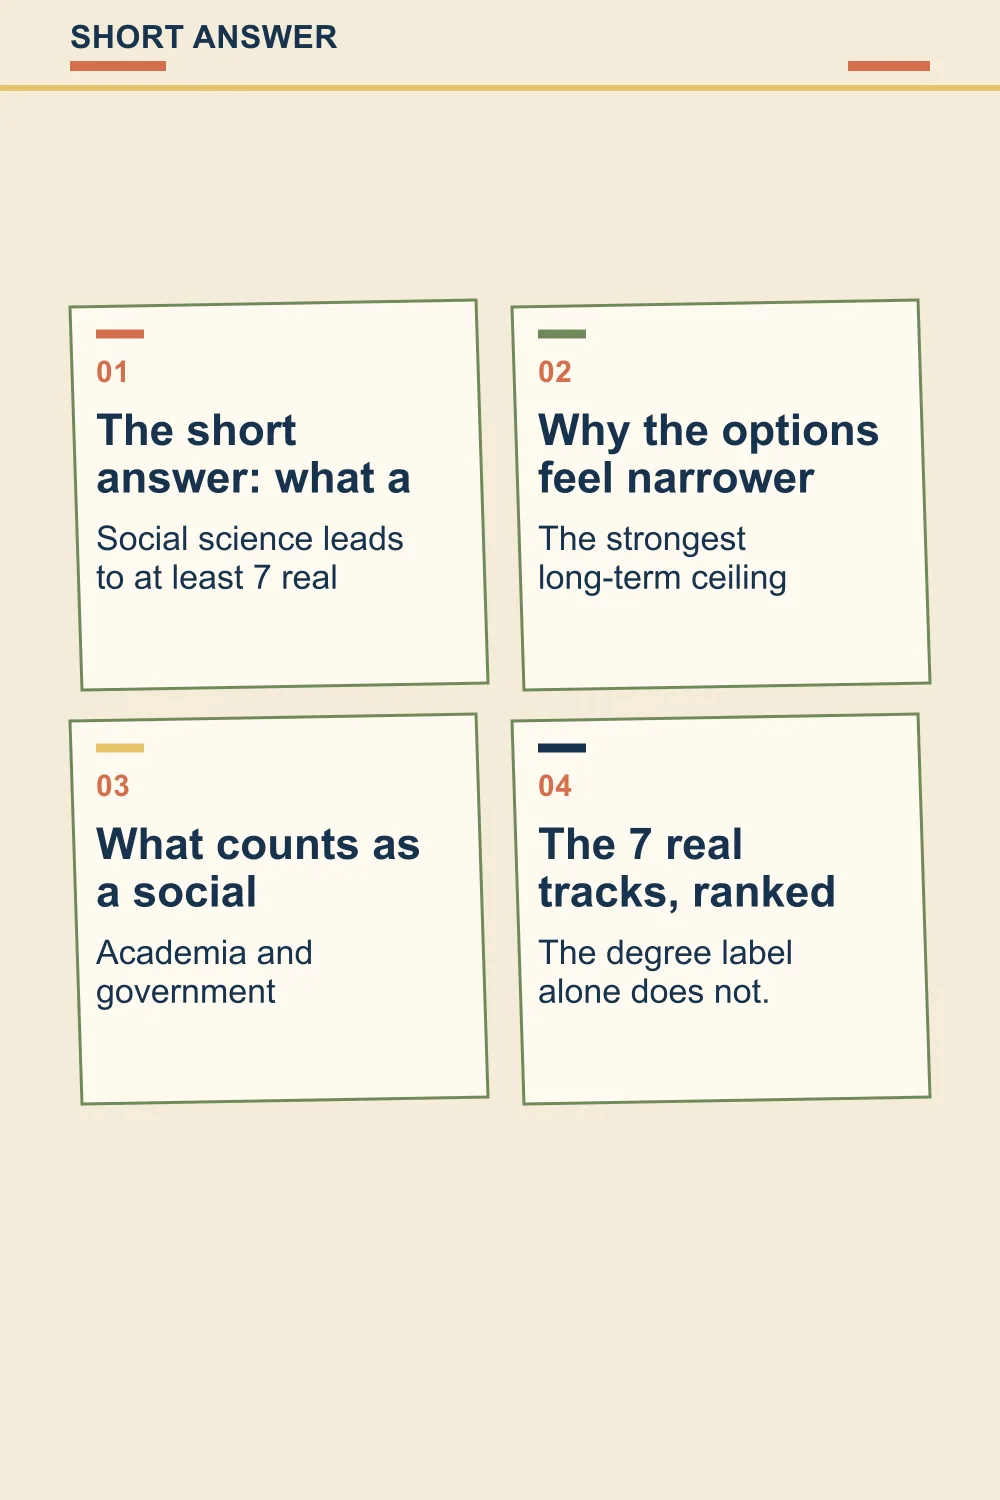 SHORT ANSWER
01
The short
answer: what a
Social science leads
to at least 7 real
02
Why the options
feel narrower
The strongest
long-term ceiling
03
What counts as
a social
Academia and
government
04
The 7 real
tracks, ranked
The degree label
alone does not.